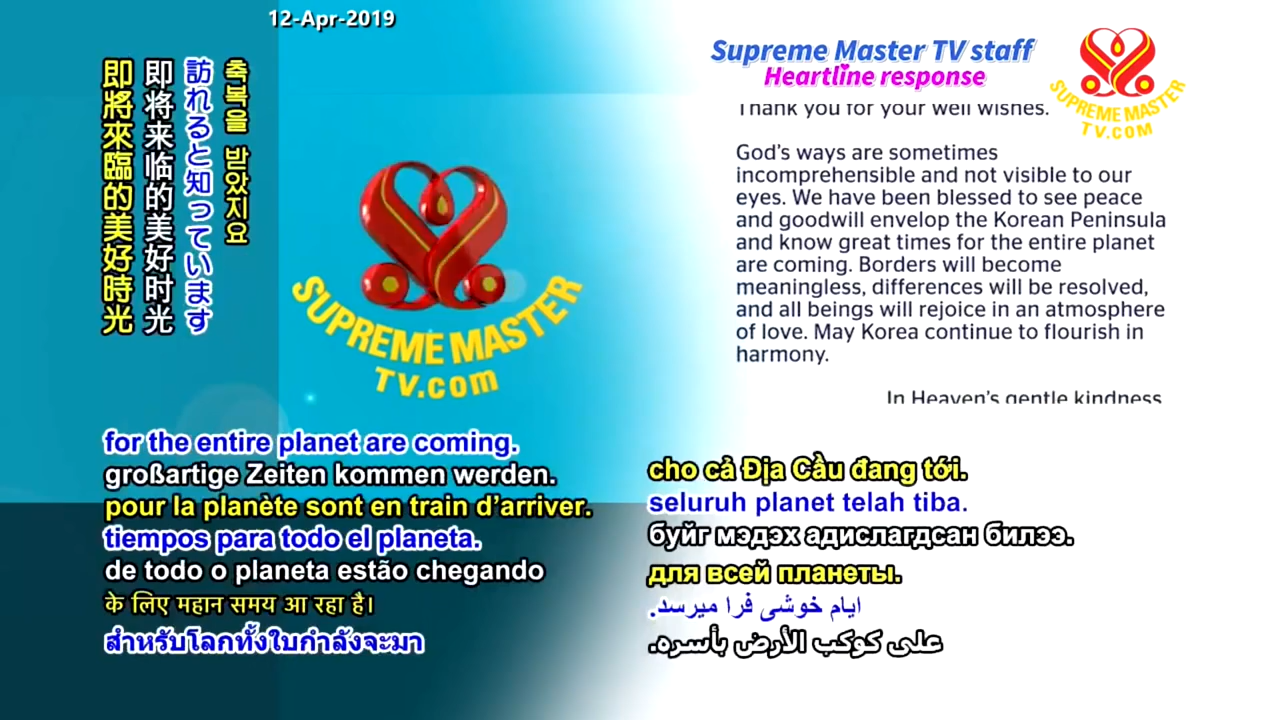 12-Apr-2019
Supreme Master TV staff
Heartline response
SUPREME MASTER
TV.COM
Thank you for your well wishes.
God's ways are sometimes
incomprehensible and not visible to our
eyes. We have been blessed to see peace
and goodwill envelop the Korean Peninsula
and know great times for the entire planet
are coming. Borders will become
meaningless, differences will be resolved,
and all beings will rejoice in an atmosphere
of love. May Korea continue to flourish in
harmony.
In Heaven's gentle kindness
축복을 받았지요
訪れると知っています
即将来临的美好时光
即將來臨的美好時光
SUPREME MASTER
TV.com
for the entire planet are coming.
großartige Zeiten kommen werden.
pour la planète sont en train d'arriver.
tiempos para todo el planeta.
de todo o planeta estão chegando
के लिए महान समय आ रहा है।
สำหรับโลกทั้งใบกำลังจะมา
cho cả Địa Cầu đang tới.
seluruh planet telah tiba.
буйг мэдэх адислагдсан билээ.
для всей планеты.
ایام خوشی فرا میرسد.
على كوكب الأرض بأسره.